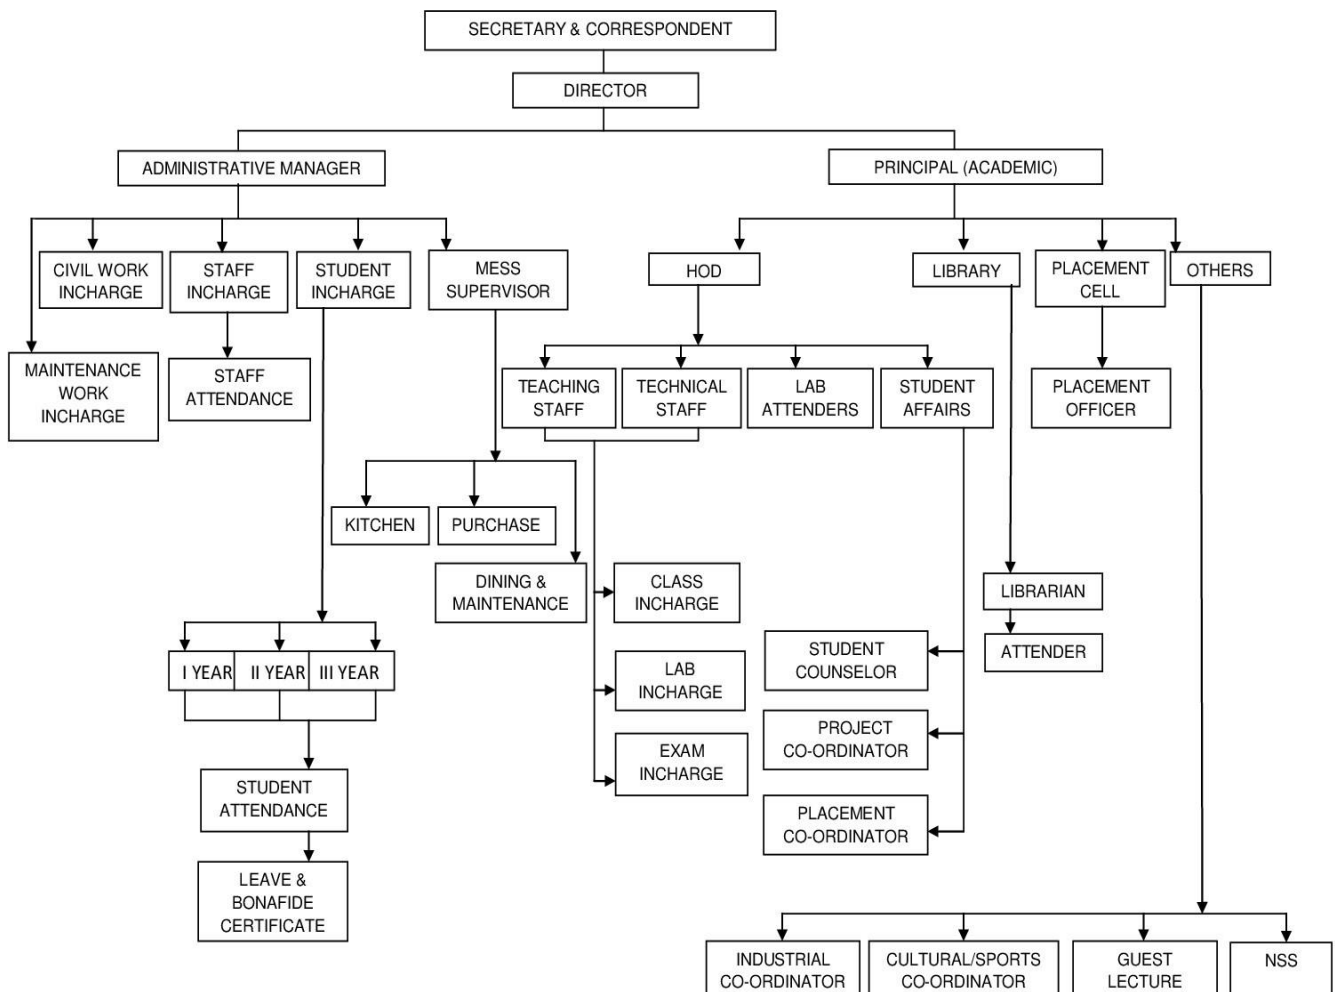 SECRETARY & CORRESPONDENT
DIRECTOR
ADMINISTRATIVE MANAGER
PRINCIPAL (ACADEMIC)
CIVIL WORK
INCHARGE
STAFF
INCHARGE
STUDENT
INCHARGE
MESS
SUPERVISOR
HOD
LIBRARY
PLACEMENT
CELL
OTHERS
MAINTENANCE
WORK
INCHARGE
STAFF
ATTENDANCE
TEACHING
STAFF
TECHNICAL
STAFF
LAB
ATTENDERS
STUDENT
AFFAIRS
PLACEMENT
OFFICER
KITCHEN
PURCHASE
DINING &
MAINTENANCE
CLASS
INCHARGE
LIBRARIAN
ATTENDER
I YEAR
II YEAR
III YEAR
LAB
INCHARGE
STUDENT
COUNSELOR
EXAM
INCHARGE
PROJECT
CO-ORDINATOR
STUDENT
ATTENDANCE
PLACEMENT
CO-ORDINATOR
LEAVE &
BONAFIDE
CERTIFICATE
INDUSTRIAL
CO-ORDINATOR
CULTURAL/SPORTS
CO-ORDINATOR
GUEST
LECTURE
NSS